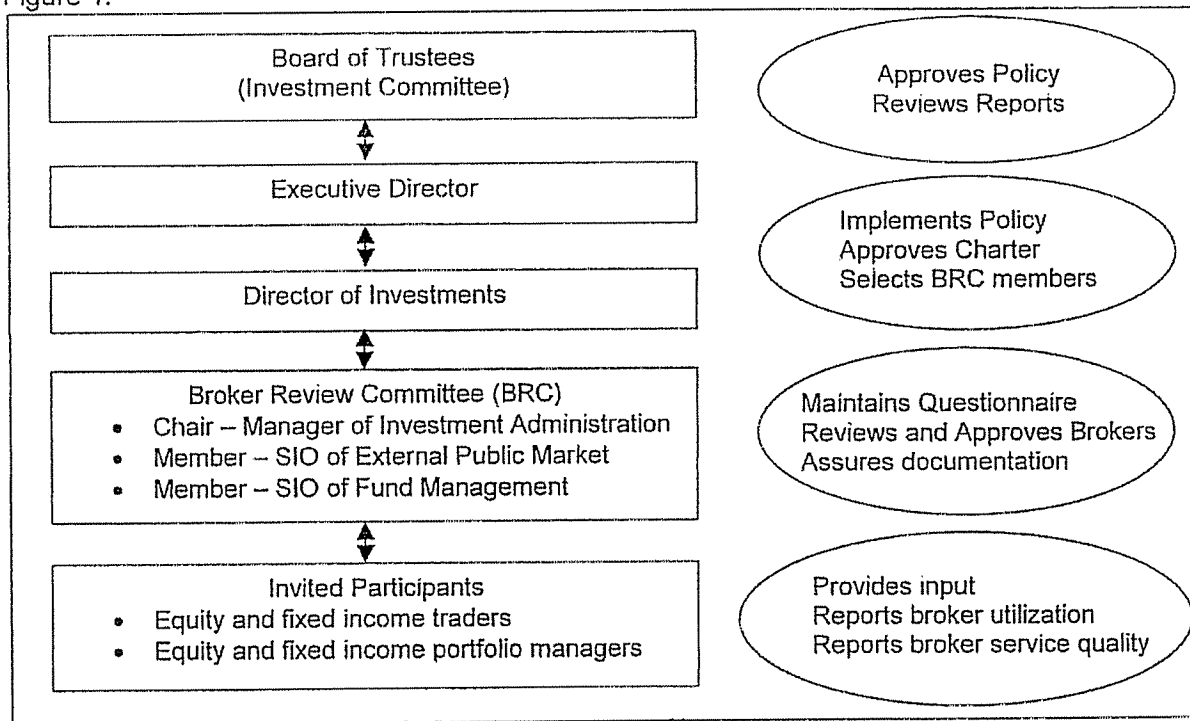 Figure 1.
Board of Trustees
(Investment Committee)
Approves Policy
Reviews Reports
Executive Director
Implements Policy
Approves Charter
Selects BRC members
Director of Investments
Broker Review Committee (BRC)
• Chair – Manager of Investment Administration
• Member – SIO of External Public Market
• Member – SIO of Fund Management
Maintains Questionnaire
Reviews and Approves Brokers
Assures documentation
Invited Participants
• Equity and fixed income traders
• Equity and fixed income portfolio managers
Provides input
Reports broker utilization
Reports broker service quality